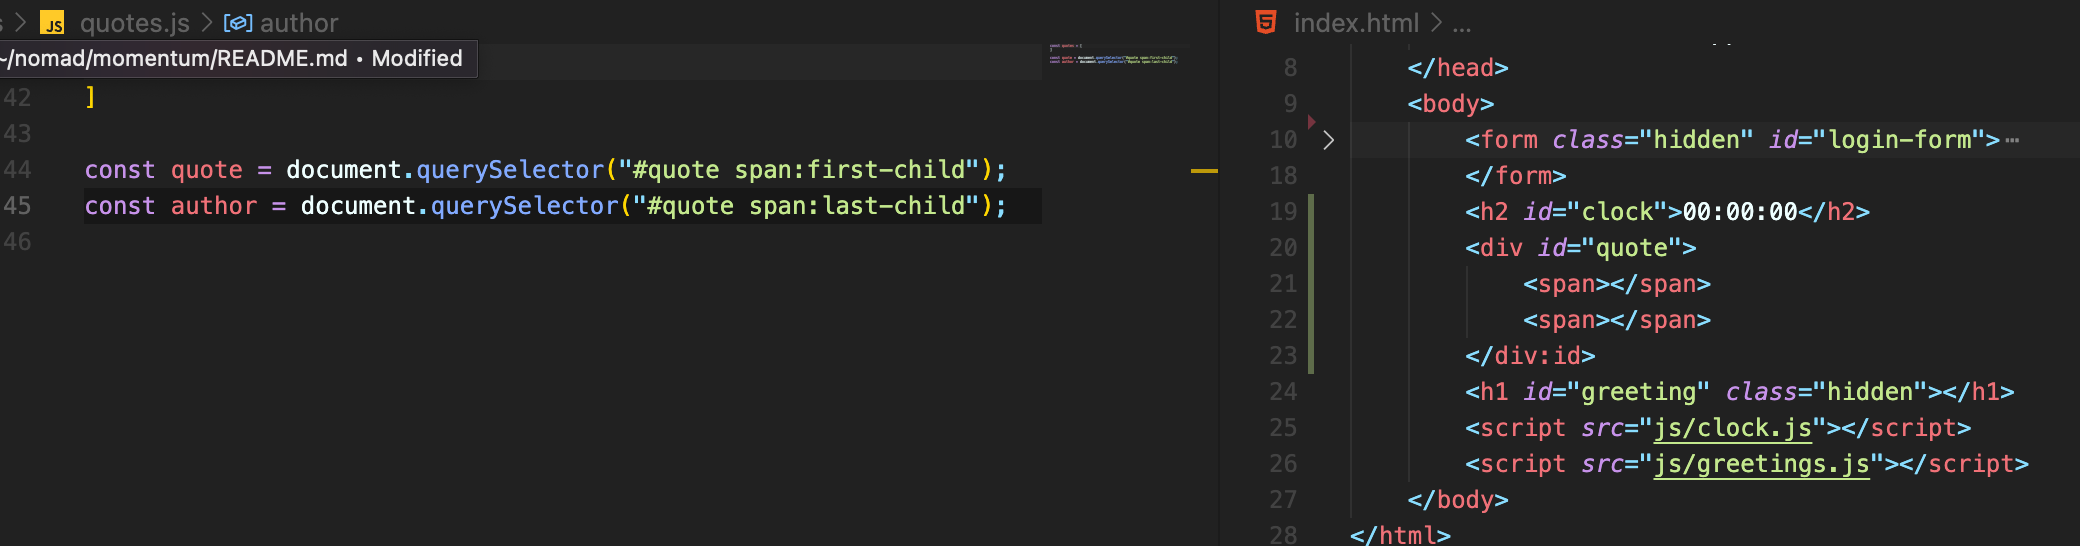 JS quotes.js > author
~/nomad/momentum/README.md • Modified
42 ]
43
44 const quote = document.querySelector("#quote span:first-child");
45 const author = document.querySelector("#quote span:last-child");
46
index.html > ...
8 </head>
9 <body>
10 <form class="hidden" id="login-form">⋯
18 </form>
19 <h2 id="clock">00:00:00</h2>
20 <div id="quote">
21 <span></span>
22 <span></span>
23 </div:id>
24 <h1 id="greeting" class="hidden"></h1>
25 <script src="js/clock.js"></script>
26 <script src="js/greetings.js"></script>
27 </body>
28 </html>